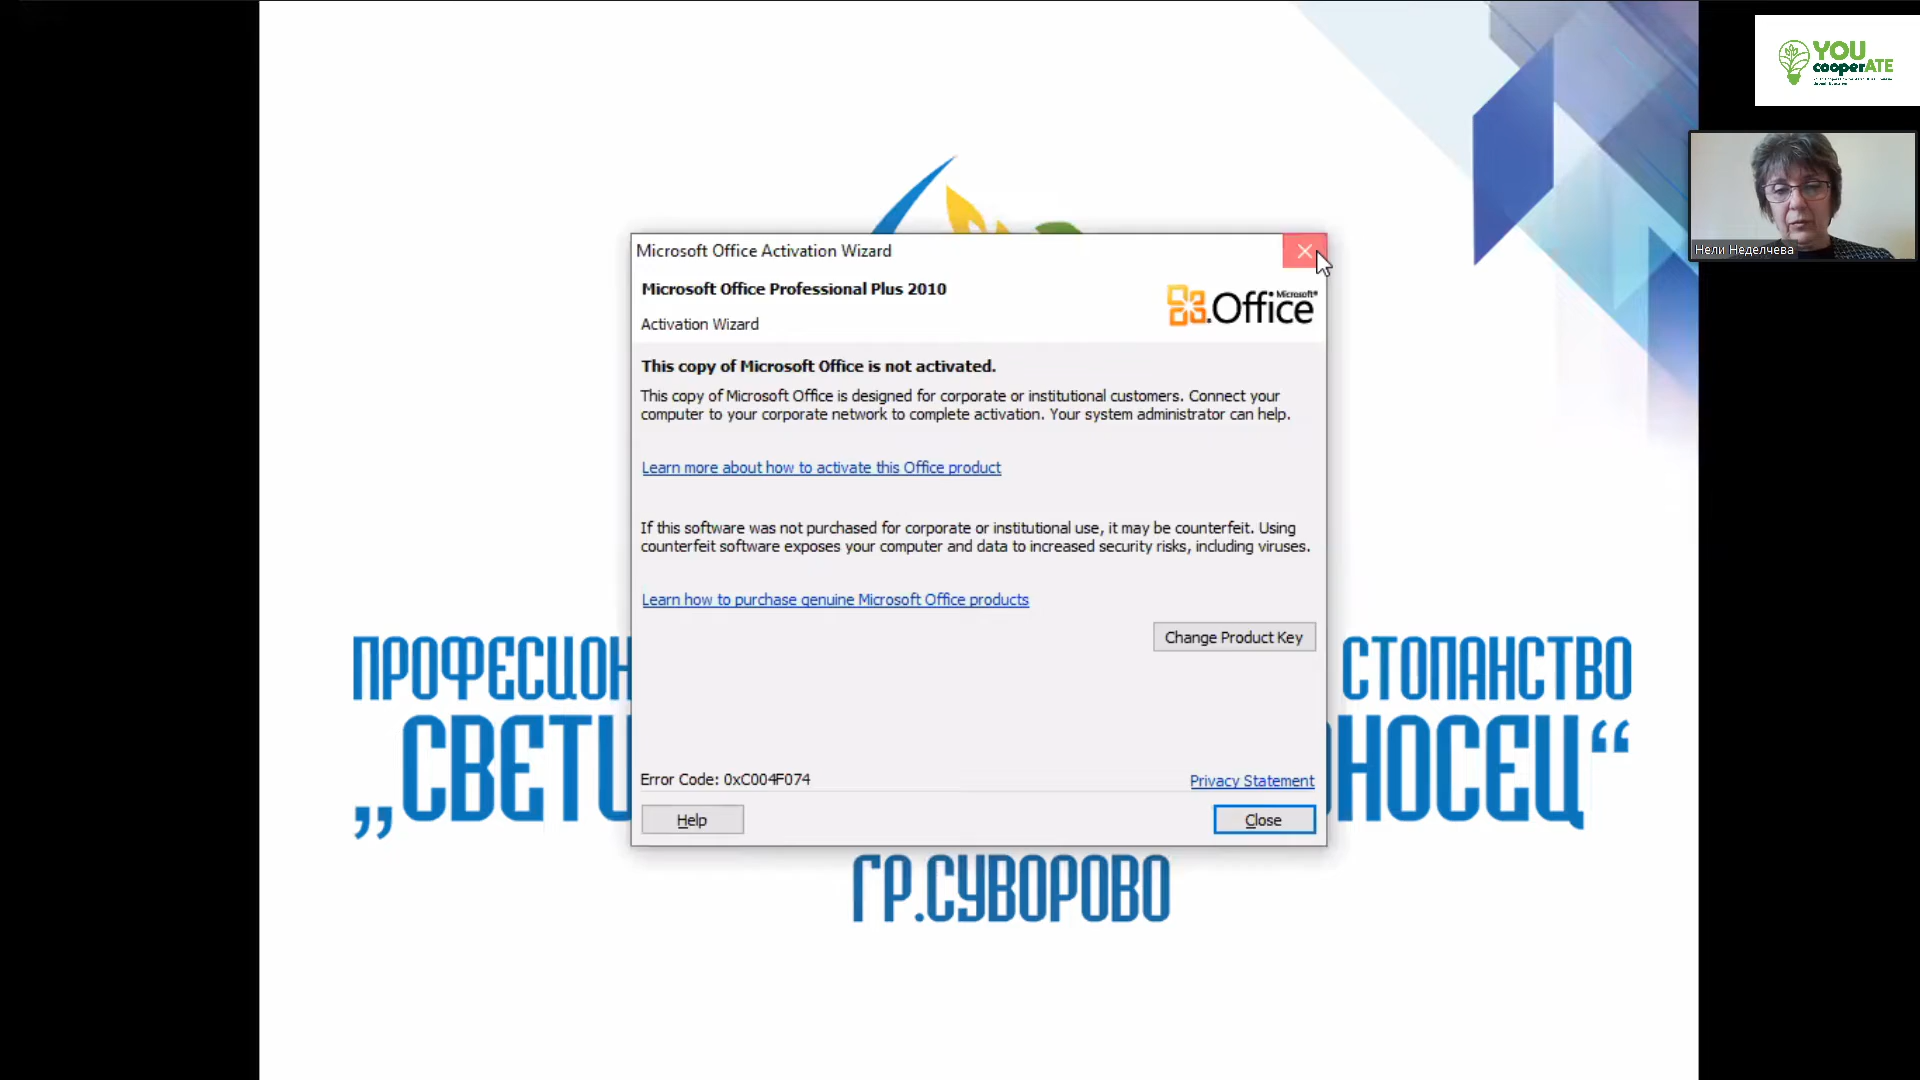 YOU
cooperATE
Нели Неделчева
Microsoft Office Activation Wizard
Microsoft Office Professional Plus 2010
Activation Wizard
Microsoft®
Office
This copy of Microsoft Office is not activated.
This copy of Microsoft Office is designed for corporate or institutional customers. Connect your
computer to your corporate network to complete activation. Your system administrator can help.
Learn more about how to activate this Office product
If this software was not purchased for corporate or institutional use, it may be counterfeit. Using
counterfeit software exposes your computer and data to increased security risks, including viruses.
Learn how to purchase genuine Microsoft Office products
Change Product Key
Error Code: 0xC004F074
Privacy Statement
Help
Close
ПРОФЕСИОН СТОПАНСТВО
„СВЕТИ ОНОСЕЦ“
ГР.СУВОРОВО